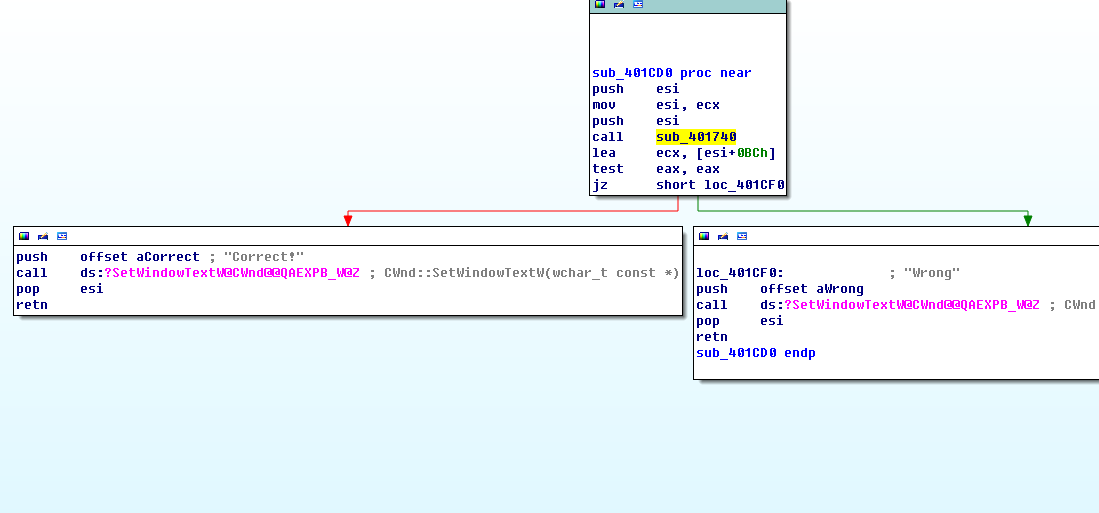 sub_401CD0 proc near
push    esi
mov     esi, ecx
push    esi
call    sub_401740
lea     ecx, [esi+0BCh]
test    eax, eax
jz      short loc_401CF0
push    offset aCorrect ; "Correct!"
call    ds:?SetWindowTextW@CWnd@@QAEXPB_W@Z ; CWnd::SetWindowTextW(wchar_t const *)
pop     esi
retn
loc_401CF0:             ; "Wrong"
push    offset aWrong
call    ds:?SetWindowTextW@CWnd@@QAEXPB_W@Z ; CWnd
pop     esi
retn
sub_401CD0 endp